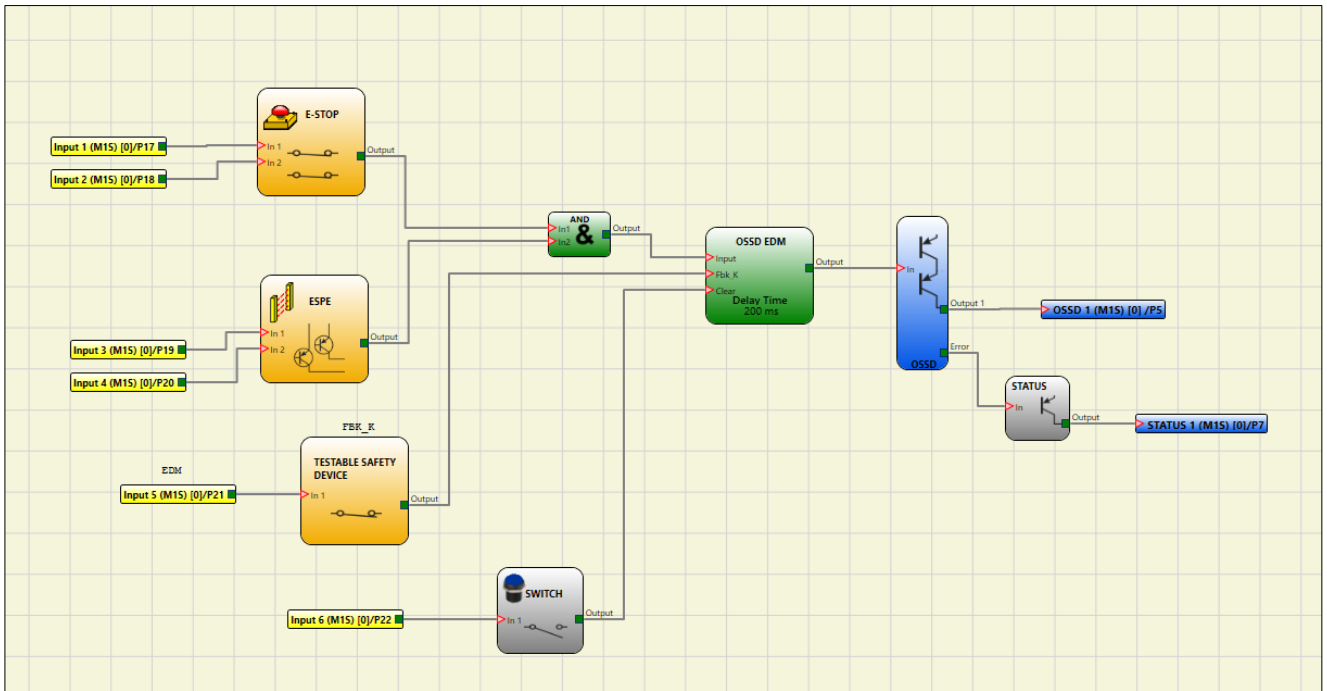 E-STOP
Input 1 (M1S) [0]/P17
In 1
Output
Input 2 (M1S) [0]/P18
In 2
AND
&
In1
In2
Output
OSSD EDM
Input
Fbk_K
Clear
Output
Delay Time
200 ms
In
Output 1
OSSD 1 (M1S) [0] /P5
Error
OSSD
ESPE
Input 3 (M1S) [0]/P19
In 1
Output
Input 4 (M1S) [0]/P20
In 2
STATUS
In
Output
STATUS 1 (M1S) [0]/P7
FBK_K
TESTABLE SAFETY
DEVICE
EDM
Input 5 (M1S) [0]/P21
In 1
Output
SWITCH
Input 6 (M1S) [0]/P22
In 1
Output